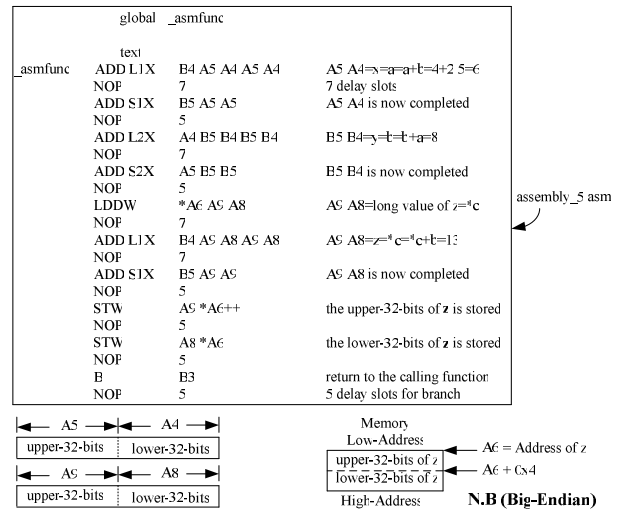 global _asmfunc
text
_asmfunc ADD L1X B4 A5 A4 A5 A4 A5 A4=x=a=a+b=4+2 5=6
NOP 7 7 delay slots
ADD S1X B5 A5 A5 A5 A4 is now completed
NOP 5
ADD L2X A4 B5 B4 B5 B4 B5 B4=y=b=b+a=8
NOP 7
ADD S2X A5 B5 B5 B5 B4 is now completed
NOP 5
LDDW *A6 A9 A8 A9 A8=long value of z=*c
NOP 7
ADD L1X B4 A9 A8 A9 A8 A9 A8=z=*c=*c+b=13
NOP 7
ADD S1X B5 A9 A9 A9 A8 is now completed
NOP 5
STW A9 *A6++ the upper-32-bits of z is stored
NOP 5
STW A8 *A6 the lower-32-bits of z is stored
NOP 5
B B3 return to the calling function
NOP 5 5 delay slots for branch
assembly_5 asm
A5 A4
upper-32-bits lower-32-bits
A9 A8
upper-32-bits lower-32-bits
Memory
Low-Address
upper-32-bits of z
lower-32-bits of z
High-Address
A6 = Address of z
A6 + 0x4
N.B (Big-Endian)